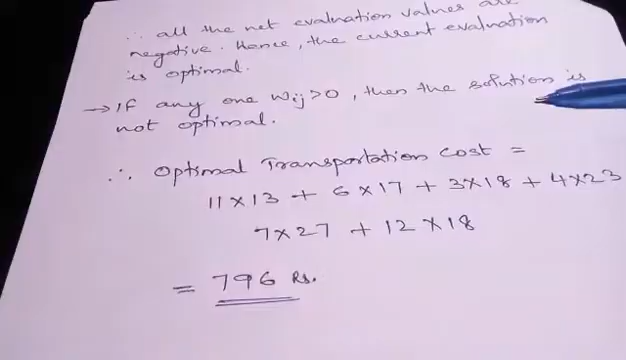 ∴ all the net evaluation values are
negative. Hence, the current evaluation
is optimal.
→ If any one Wij>0, then the solution is
not optimal.
∴ Optimal Transportation cost =
11×13 + 6×17 + 3×18 + 4×23
7×27 + 12×18
= 796 Rs.